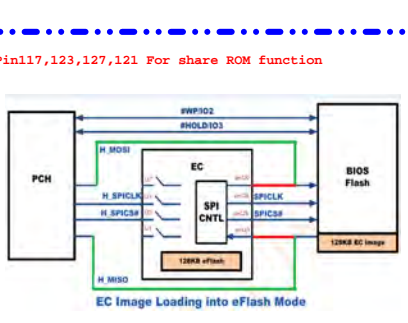 Pin117,123,127,121 For share ROM function
#WP/IO2
#HOLD/IO3
H_MOSI
PCH
EC
BIOS
Flash
H_SPICLK
SPICLK
SPI
CNTL
H_SPICS#
SPICS#
128KB eFlash
128KB EC Image
H_MISO
EC Image Loading into eFlash Mode